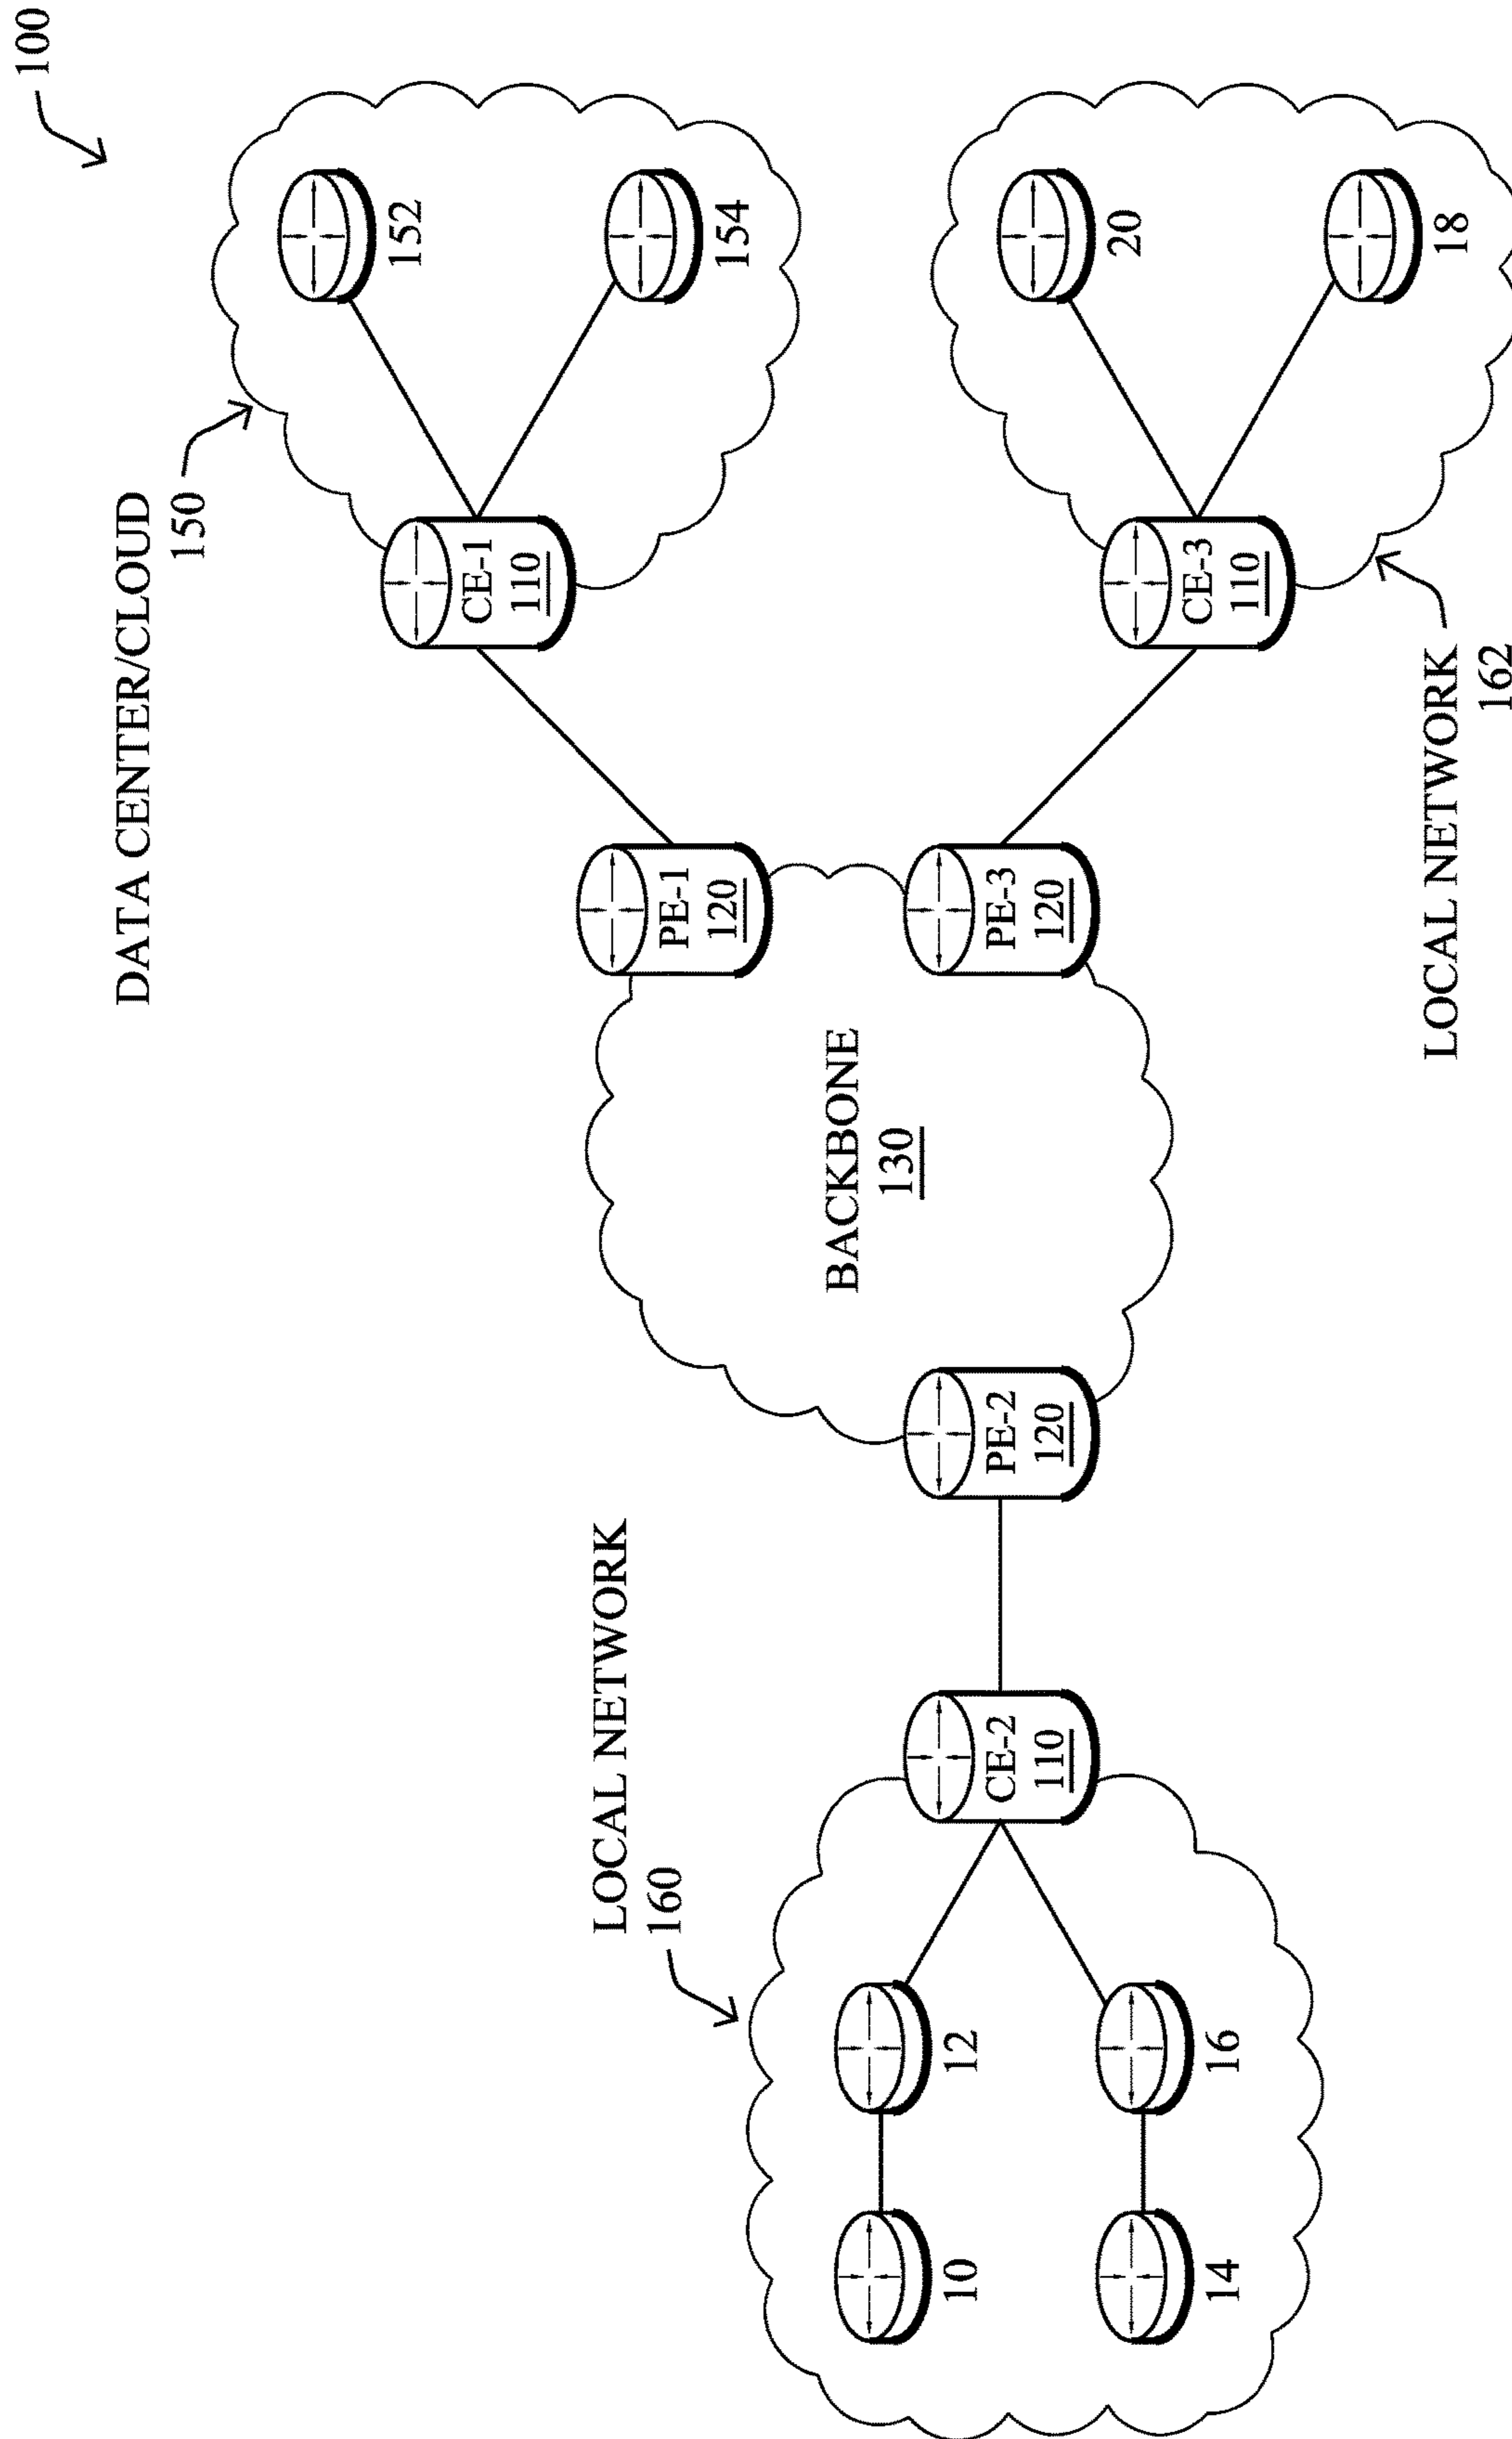 100
DATA CENTER/CLOUD
150
152
154
CE-1
110
PE-1
120
LOCAL NETWORK
160
BACKBONE
130
10
12
CE-2
110
PE-2
120
PE-3
120
CE-3
110
20
14
16
18
LOCAL NETWORK
162